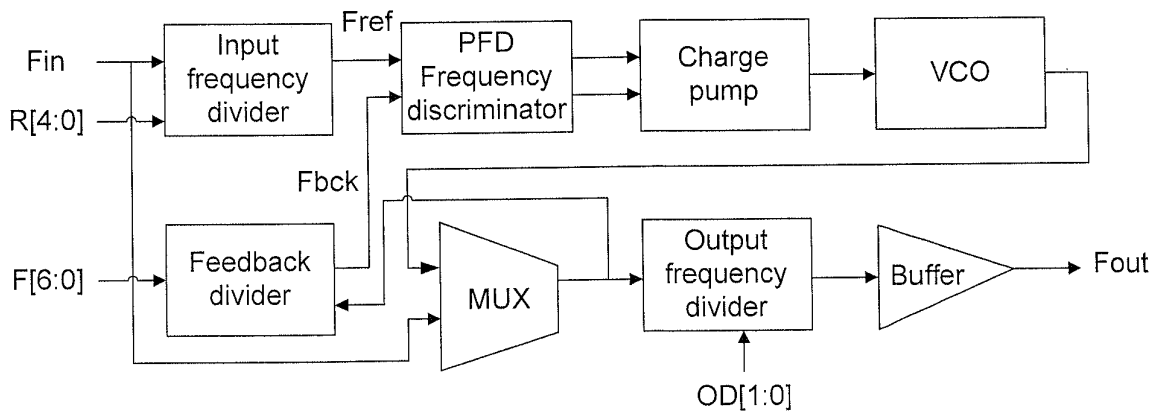 Fref
Fin
R[4:0]
Input
frequency
divider
PFD
Frequency
discriminator
Charge
pump
VCO
Fbck
F[6:0]
Feedback
divider
MUX
Output
frequency
divider
Buffer
Fout
OD[1:0]